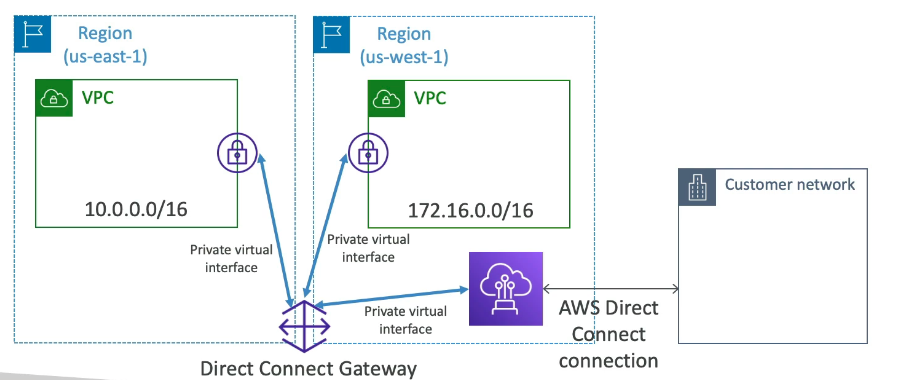 Region
(us-east-1)
Region
(us-west-1)
VPC
VPC
10.0.0.0/16
172.16.0.0/16
Customer network
Private virtual
interface
Private virtual
interface
Private virtual
interface
AWS Direct
Connect
connection
Direct Connect Gateway